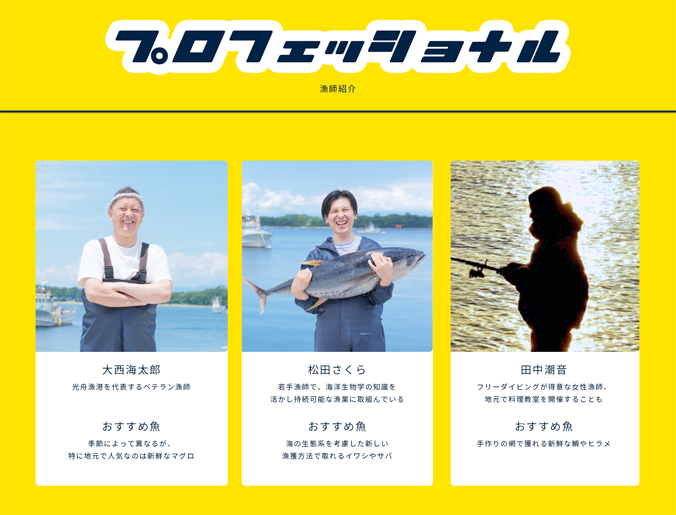 プロフェッショナル
漁師紹介
大西海太郎
光舟漁港を代表するベテラン漁師
おすすめ魚
季節によって異なるが、
特に地元で人気なのは新鮮なマグロ
松田さくら
若手漁師で、海洋生物学の知識を
活かし持続可能な漁業に取組んでいる
おすすめ魚
海の生態系を考慮した新しい
漁獲方法で取れるイワシやサバ
田中潮音
フリーダイビングが得意な女性漁師、
地元で料理教室を開催することも
おすすめ魚
手作りの網で獲れる新鮮な鯛やヒラメ